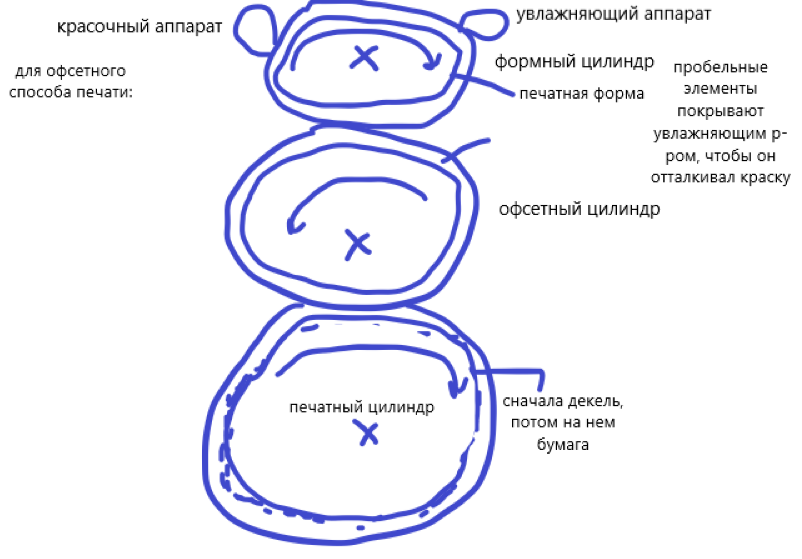 красочный аппарат
увлажняющий аппарат
для офсетного
способа печати:
формный цилиндр
печатная форма
пробельные
элементы
покрывают
увлажняющим р-
ром, чтобы он
отталкивал краску
офсетный цилиндр
печатный цилиндр
сначала декель,
потом на нем
бумага